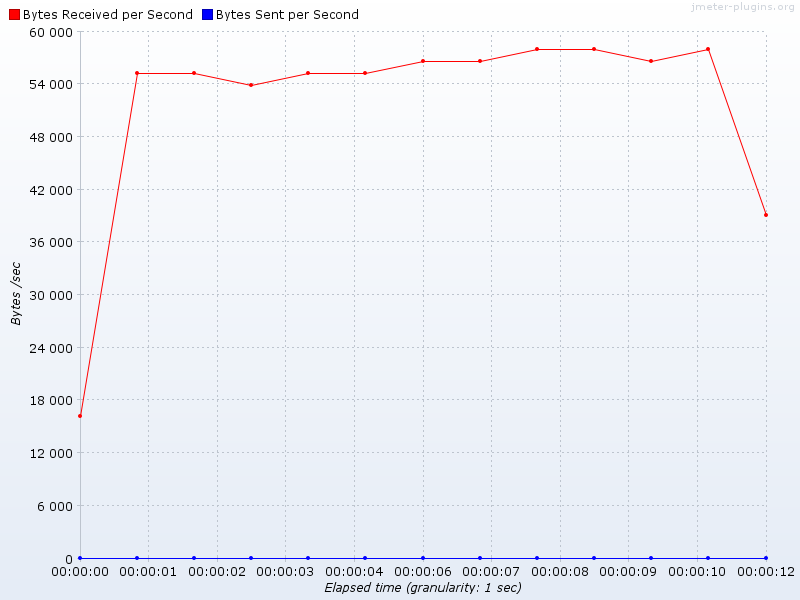 jmeter-plugins.org
Bytes Received per Second Bytes Sent per Second
60 000
54 000
48 000
42 000
36 000
30 000
24 000
18 000
12 000
6 000
0
Bytes /sec
00:00:00 00:00:01 00:00:02 00:00:03 00:00:04 00:00:06 00:00:07 00:00:08 00:00:09 00:00:10 00:00:12
Elapsed time (granularity: 1 sec)